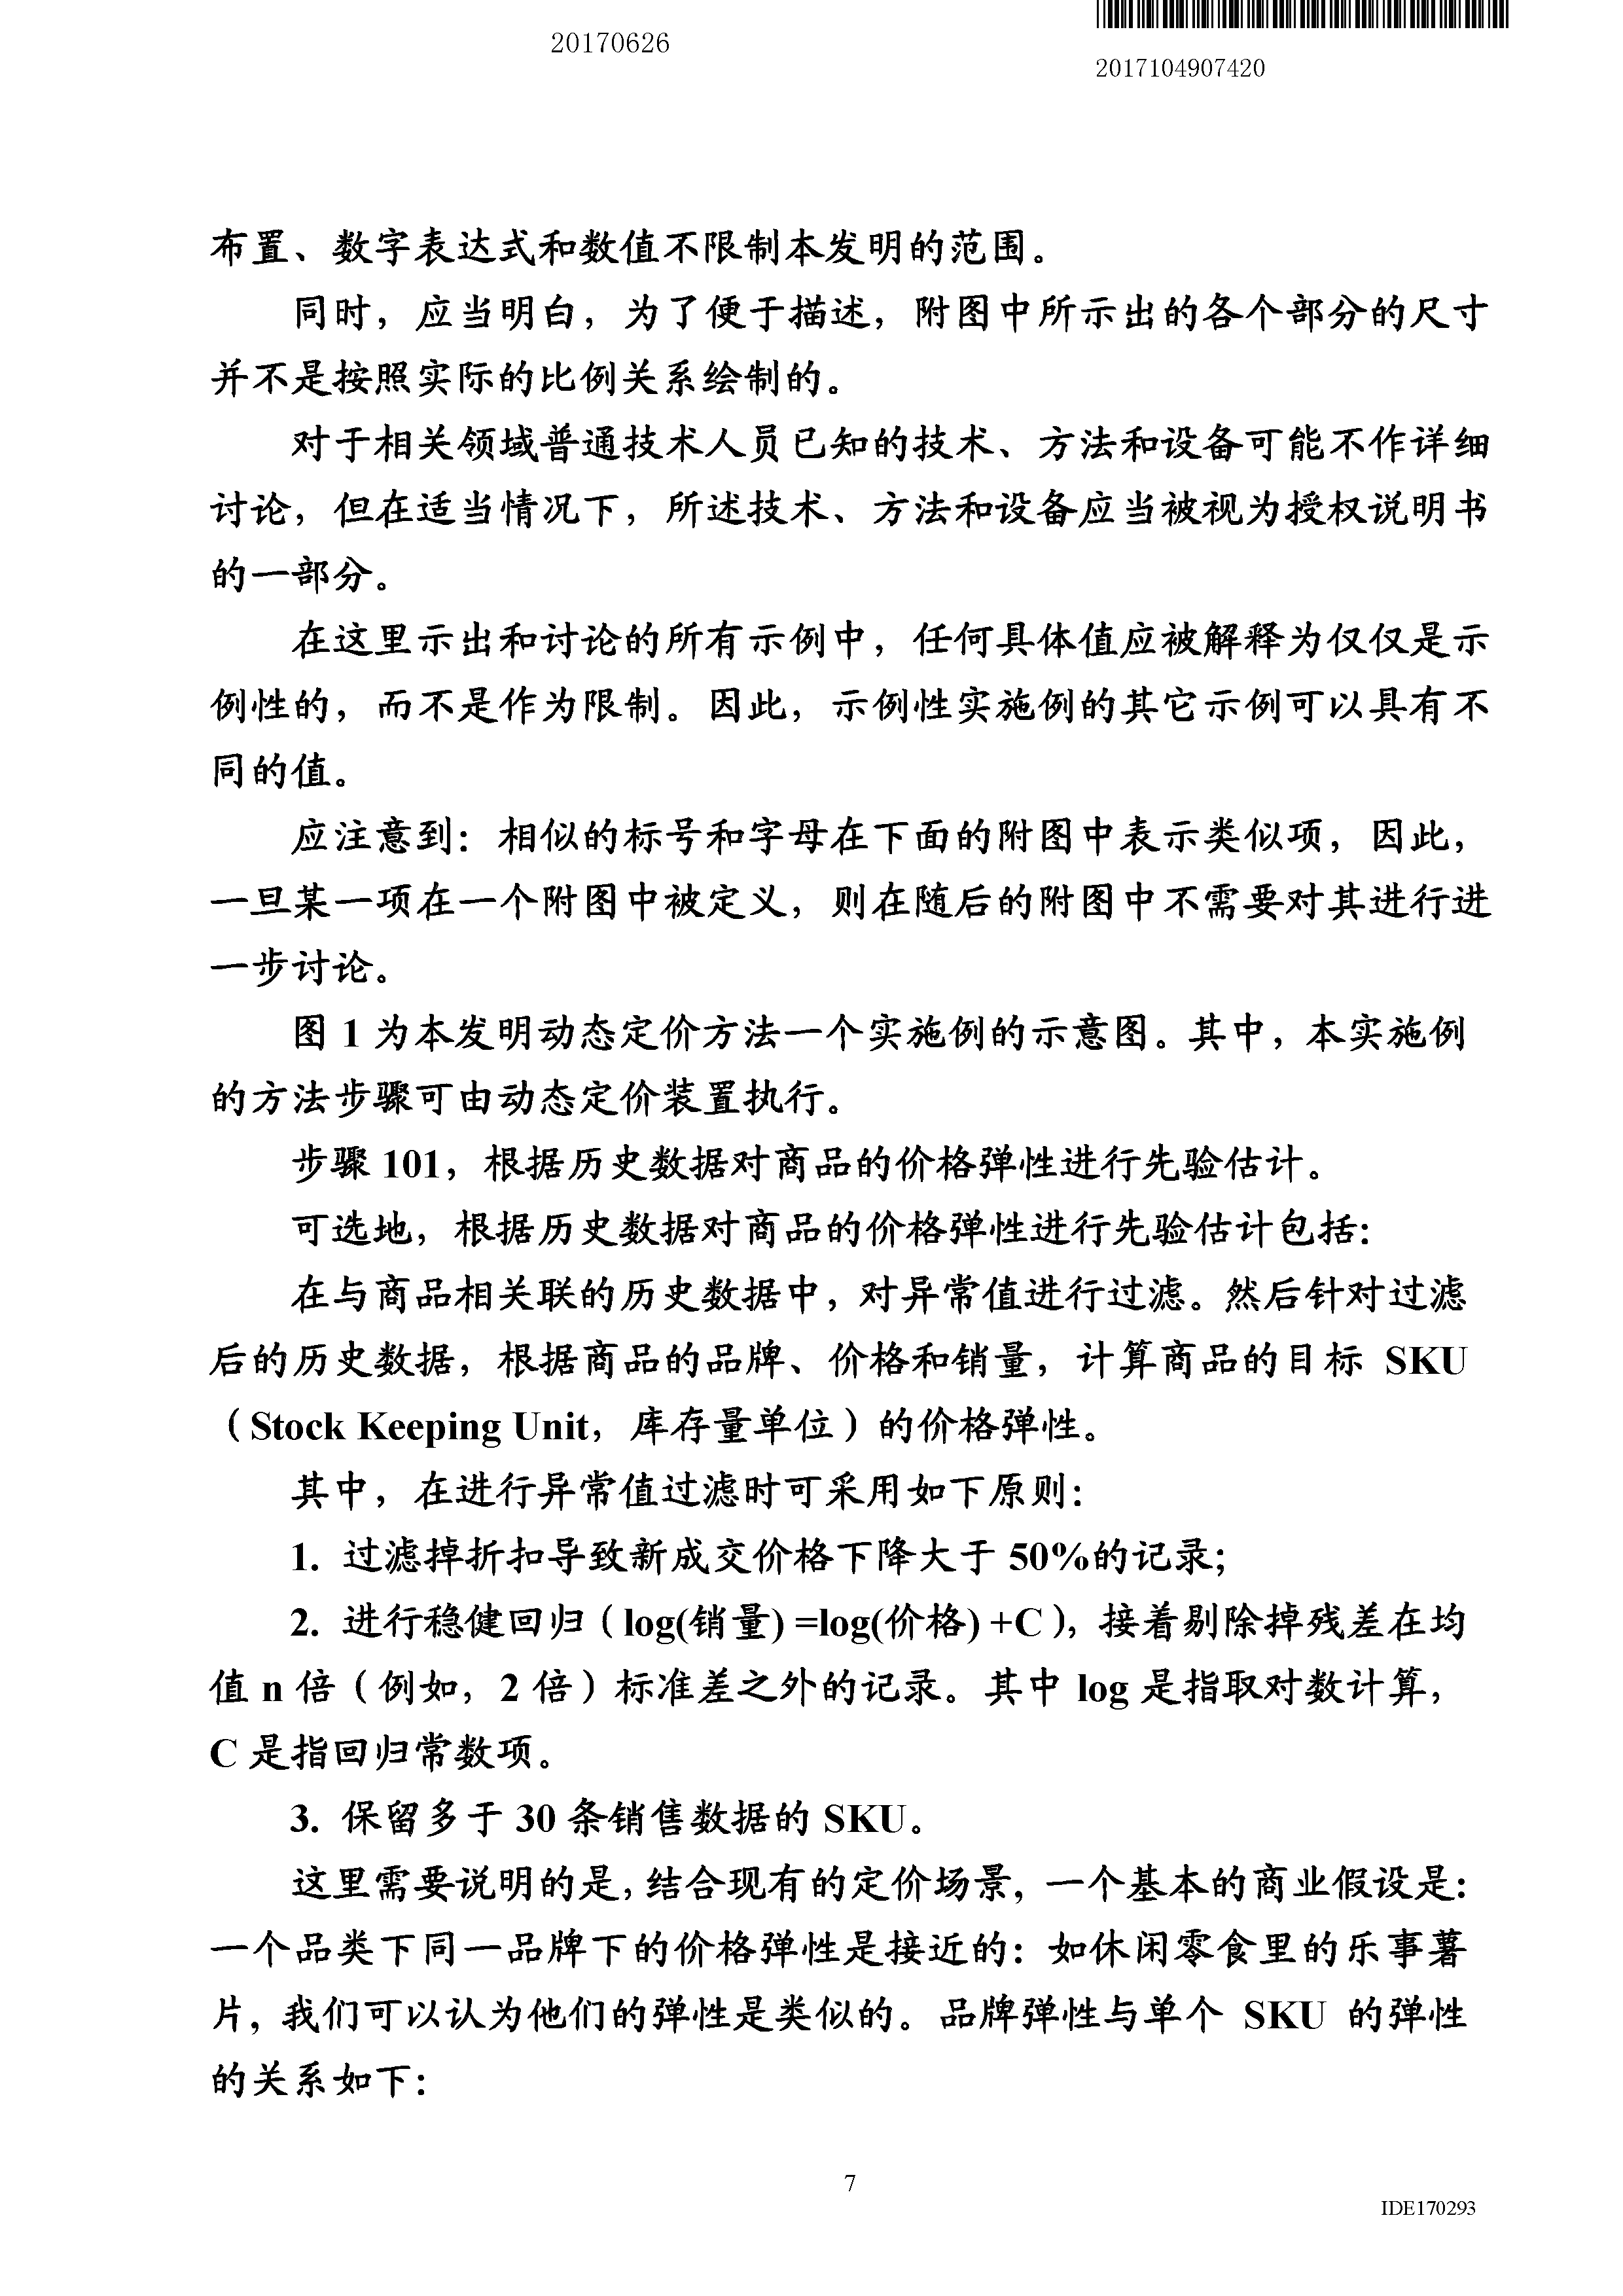 20170626
2017104907420
布置、数字表达式和数值不限制本发明的范围。
同时，应当明白，为了便于描述，附图中所示出的各个部分的尺寸
并不是按照实际的比例关系绘制的。
对于相关领域普通技术人员已知的技术、方法和设备可能不作详细
讨论，但在适当情况下，所述技术、方法和设备应当被视为授权说明书
的一部分。
在这里示出和讨论的所有示例中，任何具体值应被解释为仅仅是示
例性的，而不是作为限制。因此，示例性实施例的其它示例可以具有不
同的值。
应注意到：相似的标号和字母在下面的附图中表示类似项，因此，
一旦某一项在一个附图中被定义，则在随后的附图中不需要对其进行进
一步讨论。
图 1 为本发明动态定价方法一个实施例的示意图。其中，本实施例
的方法步骤可由动态定价装置执行。
步骤 101，根据历史数据对商品的价格弹性进行先验估计。
可选地，根据历史数据对商品的价格弹性进行先验估计包括：
在与商品相关联的历史数据中，对异常值进行过滤。然后针对过滤
后的历史数据，根据商品的品牌、价格和销量，计算商品的目标 SKU
（Stock Keeping Unit，库存量单位）的价格弹性。
其中，在进行异常值过滤时可采用如下原则：
1. 过滤掉折扣导致新成交价格下降大于 50%的记录；
2. 进行稳健回归（log(销量) =log(价格) +C），接着剔除掉残差在均
值 n 倍（例如，2 倍）标准差之外的记录。其中 log 是指取对数计算，
C 是指回归常数项。
3. 保留多于 30 条销售数据的 SKU。
这里需要说明的是，结合现有的定价场景，一个基本的商业假设是：
一个品类下同一品牌下的价格弹性是接近的：如休闲零食里的乐事薯
片，我们可以认为他们的弹性是类似的。品牌弹性与单个 SKU 的弹性
的关系如下：
7
IDE170293